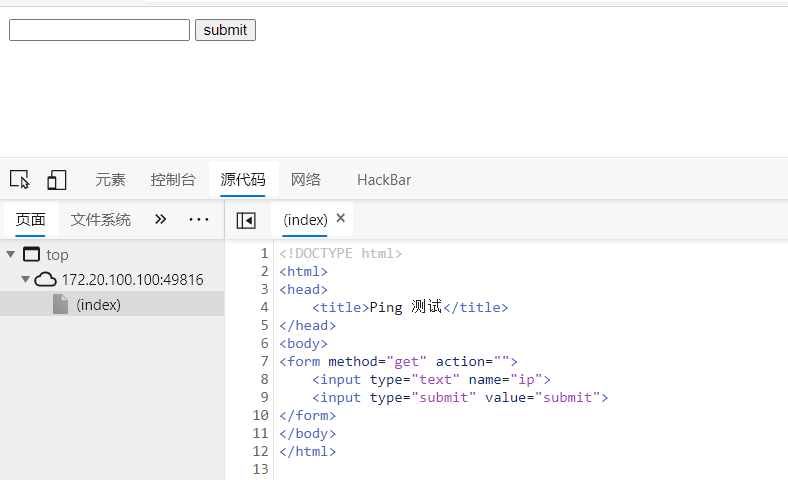 submit
元素 控制台 源代码 网络 HackBar
页面 文件系统 » ··· (index) ×
top
172.20.100.100:49816
(index)
1 <!DOCTYPE html>
2 <html>
3 <head>
4     <title>Ping 测试</title>
5 </head>
6 <body>
7 <form method="get" action="">
8     <input type="text" name="ip">
9     <input type="submit" value="submit">
10 </form>
11 </body>
12 </html>
13